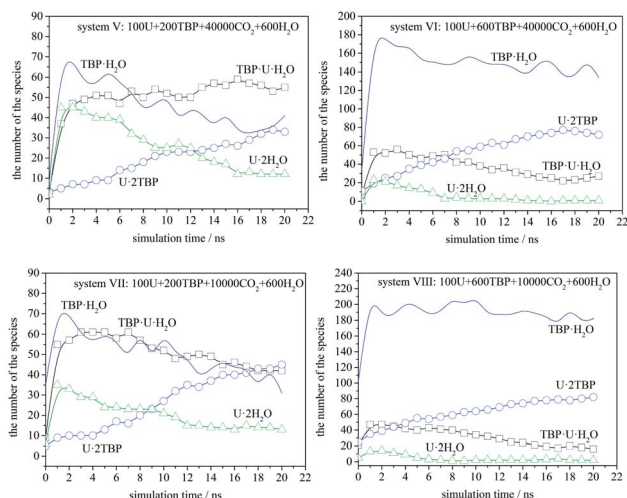 system V: 100U+200TBP+40000CO₂+600H₂O
the number of the species
90
80
70
60
50
40
30
20
10
0
TBP·H₂O
TBP·U·H₂O
U·2H₂O
U·2TBP
0 2 4 6 8 10 12 14 16 18 20 22
simulation time / ns
system VI: 100U+600TBP+40000CO₂+600H₂O
the number of the species
200
180
160
140
120
100
80
60
40
20
0
TBP·H₂O
U·2TBP
TBP·U·H₂O
U·2H₂O
0 2 4 6 8 10 12 14 16 18 20 22
simulation time / ns
system VII: 100U+200TBP+10000CO₂+600H₂O
the number of the species
90
80
70
60
50
40
30
20
10
0
TBP·H₂O
TBP·U·H₂O
U·2H₂O
U·2TBP
0 2 4 6 8 10 12 14 16 18 20 22
simulation time / ns
system VIII: 100U+600TBP+10000CO₂+600H₂O
the number of the species
240
220
200
180
160
140
120
100
80
60
40
20
0
TBP·H₂O
U·2TBP
TBP·U·H₂O
U·2H₂O
0 2 4 6 8 10 12 14 16 18 20 22
simulation time / ns